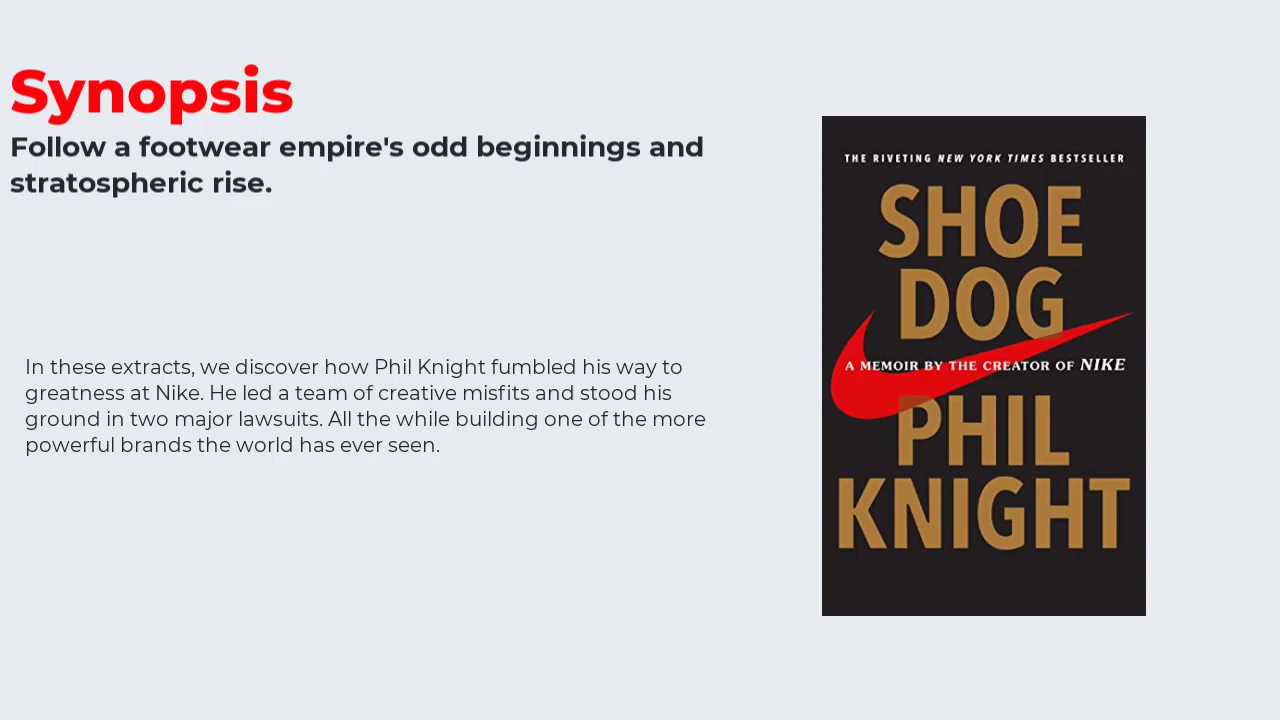 Synopsis
Follow a footwear empire's odd beginnings and
stratospheric rise.
In these extracts, we discover how Phil Knight fumbled his way to
greatness at Nike. He led a team of creative misfits and stood his
ground in two major lawsuits. All the while building one of the more
powerful brands the world has ever seen.
THE RIVETING NEW YORK TIMES BESTSELLER
SHOE
DOG
A MEMOIR BY THE CREATOR OF NIKE
PHIL
KNIGHT